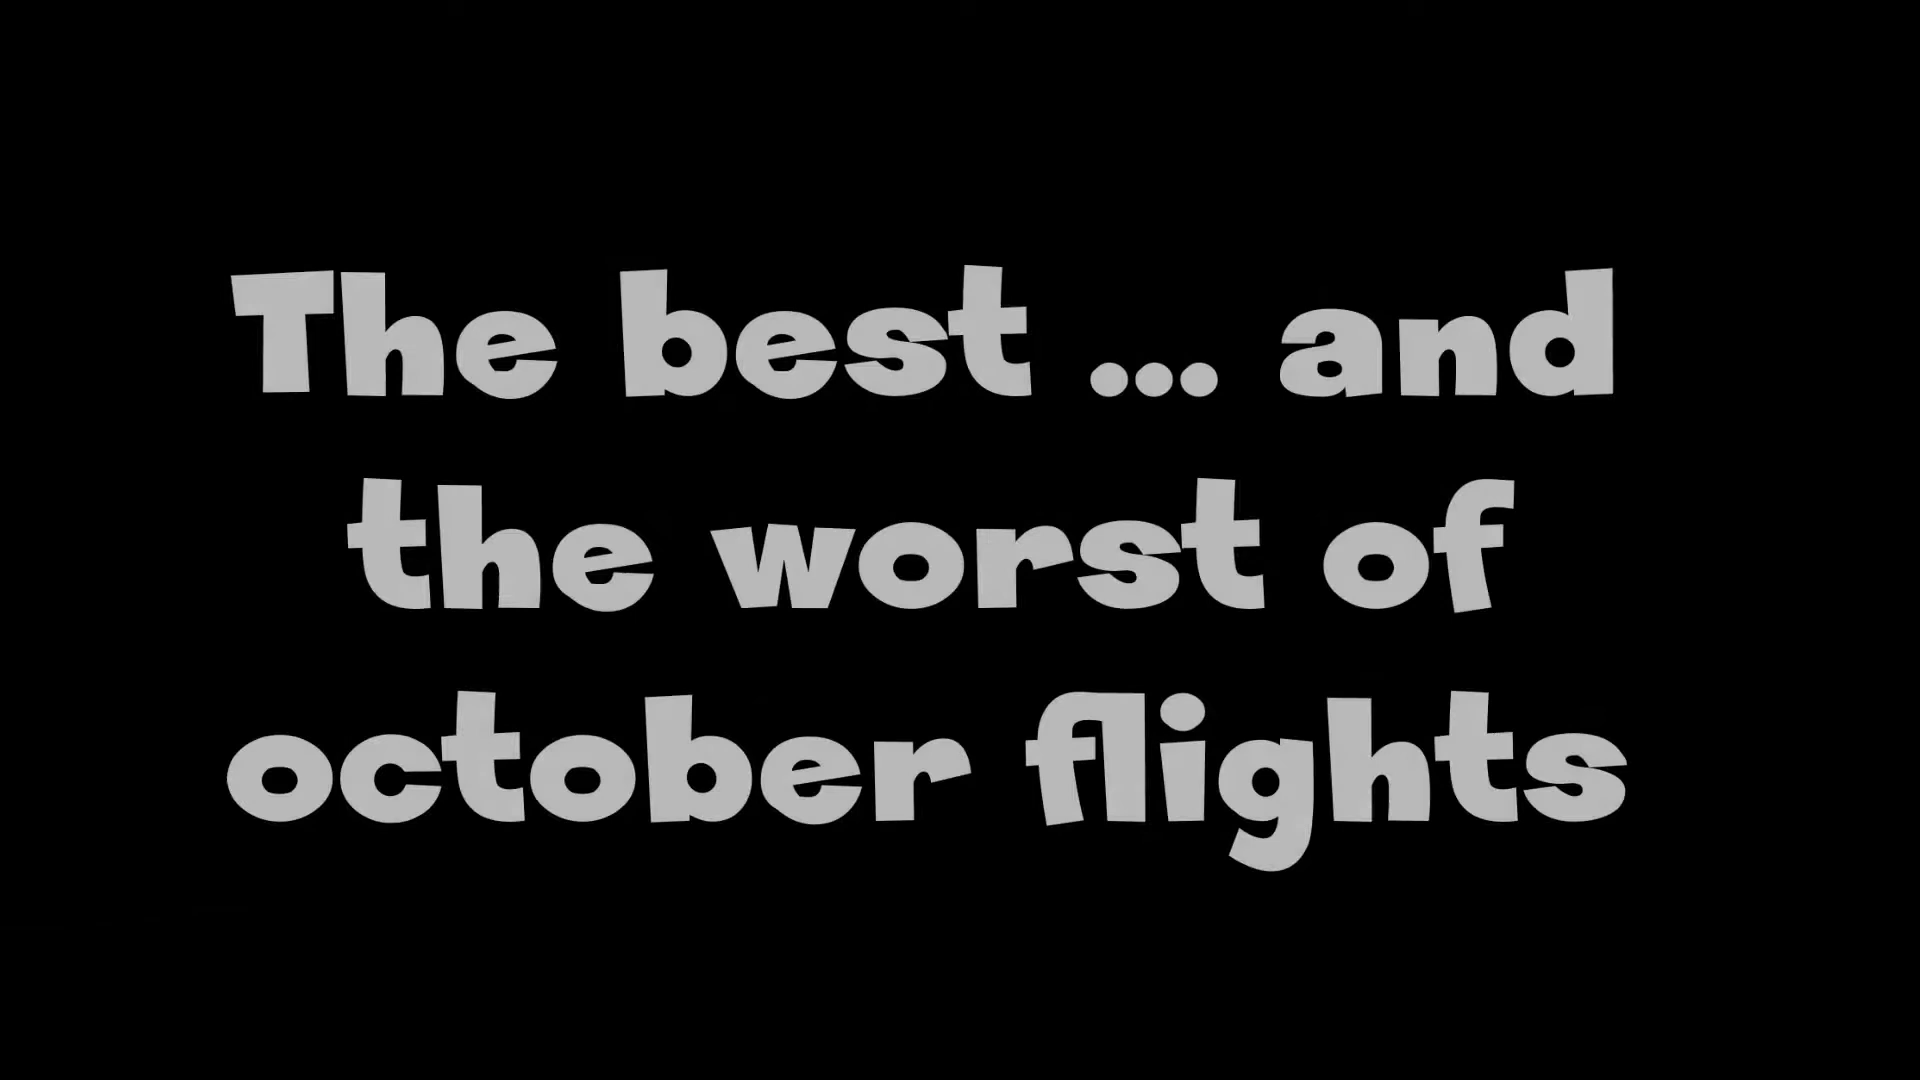 The best ... and
the worst of
october flights